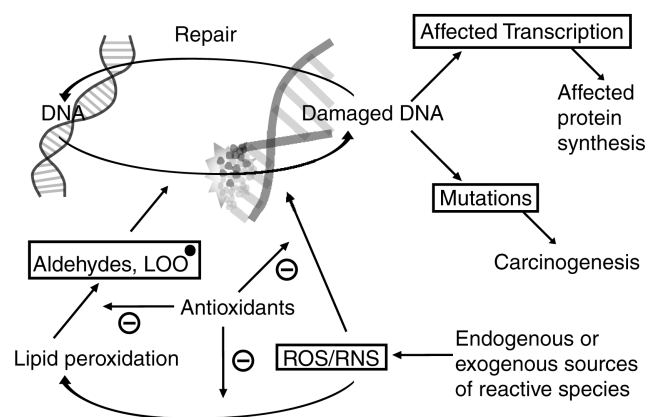 Repair
Affected Transcription
DNA
Damaged DNA
Affected
protein
synthesis
Mutations
Carcinogenesis
Aldehydes, LOO●
Antioxidants
⊖
⊖
⊖
Lipid peroxidation
ROS/RNS
Endogenous or
exogenous sources
of reactive species